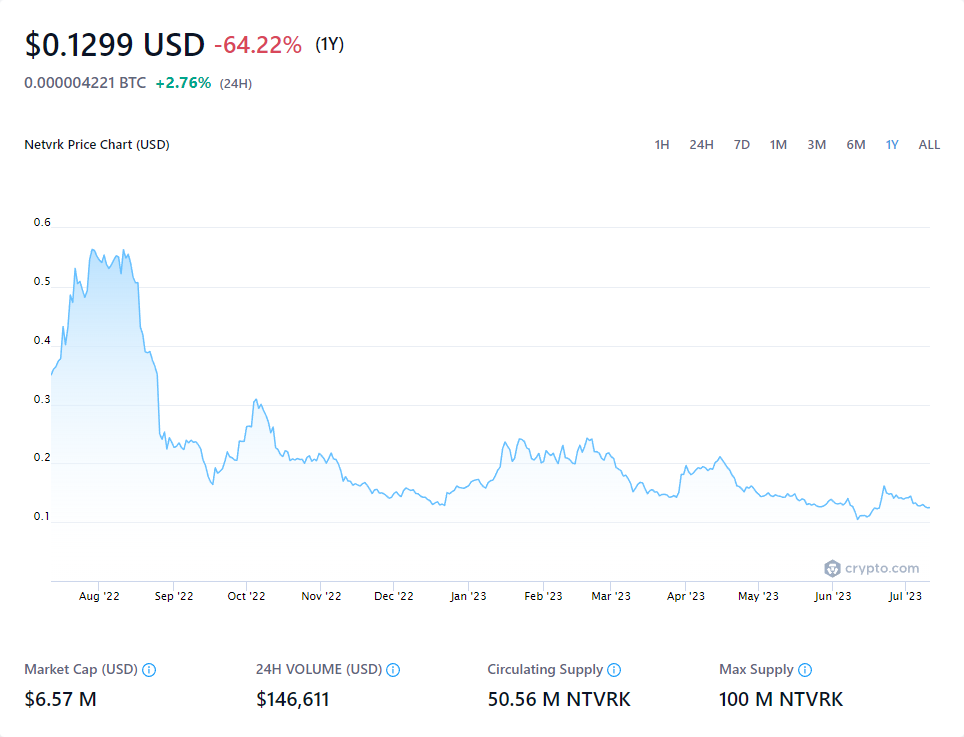 $0.1299 USD -64.22% (1Y)
0.000004221 BTC +2.76% (24H)
Netvrk Price Chart (USD) 1H 24H 7D 1M 3M 6M 1Y ALL
0.6
0.5
0.4
0.3
0.2
0.1
crypto.com
Aug '22 Sep '22 Oct '22 Nov '22 Dec '22 Jan '23 Feb '23 Mar '23 Apr '23 May '23 Jun '23 Jul '23
Market Cap (USD) 24H VOLUME (USD) Circulating Supply Max Supply
$6.57 M $146,611 50.56 M NTVRK 100 M NTVRK